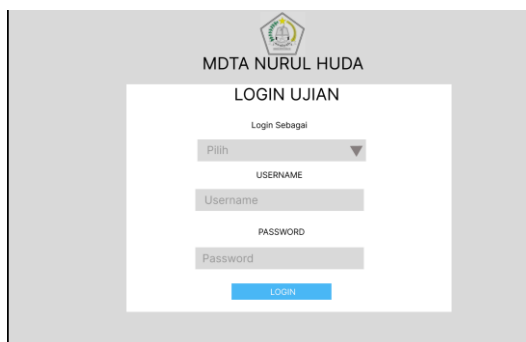 MDTA NURUL HUDA
LOGIN UJIAN
Login Sebagai
Pilih
USERNAME
Username
PASSWORD
Password
LOGIN